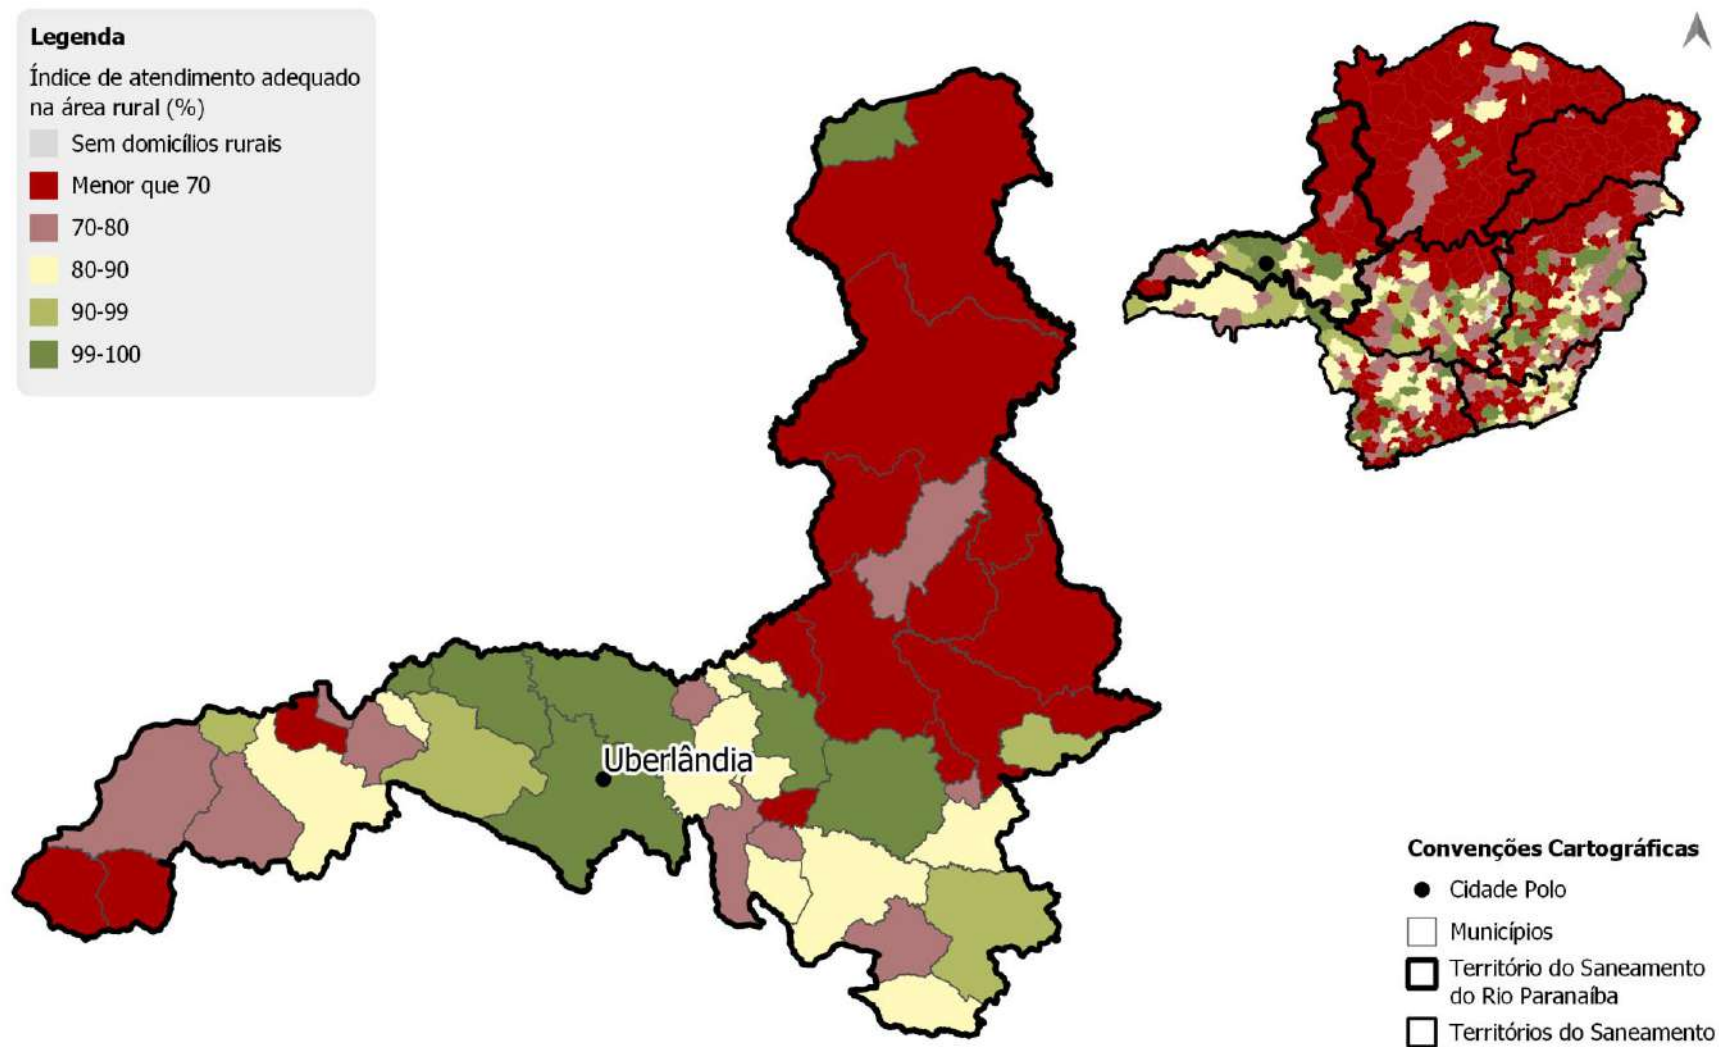 Legenda
Índice de atendimento adequado
na área rural (%)
Sem domicílios rurais
Menor que 70
70-80
80-90
90-99
99-100
Uberlândia
Convenções Cartográficas
Cidade Polo
Municípios
Território do Saneamento
do Rio Paranaíba
Territórios do Saneamento